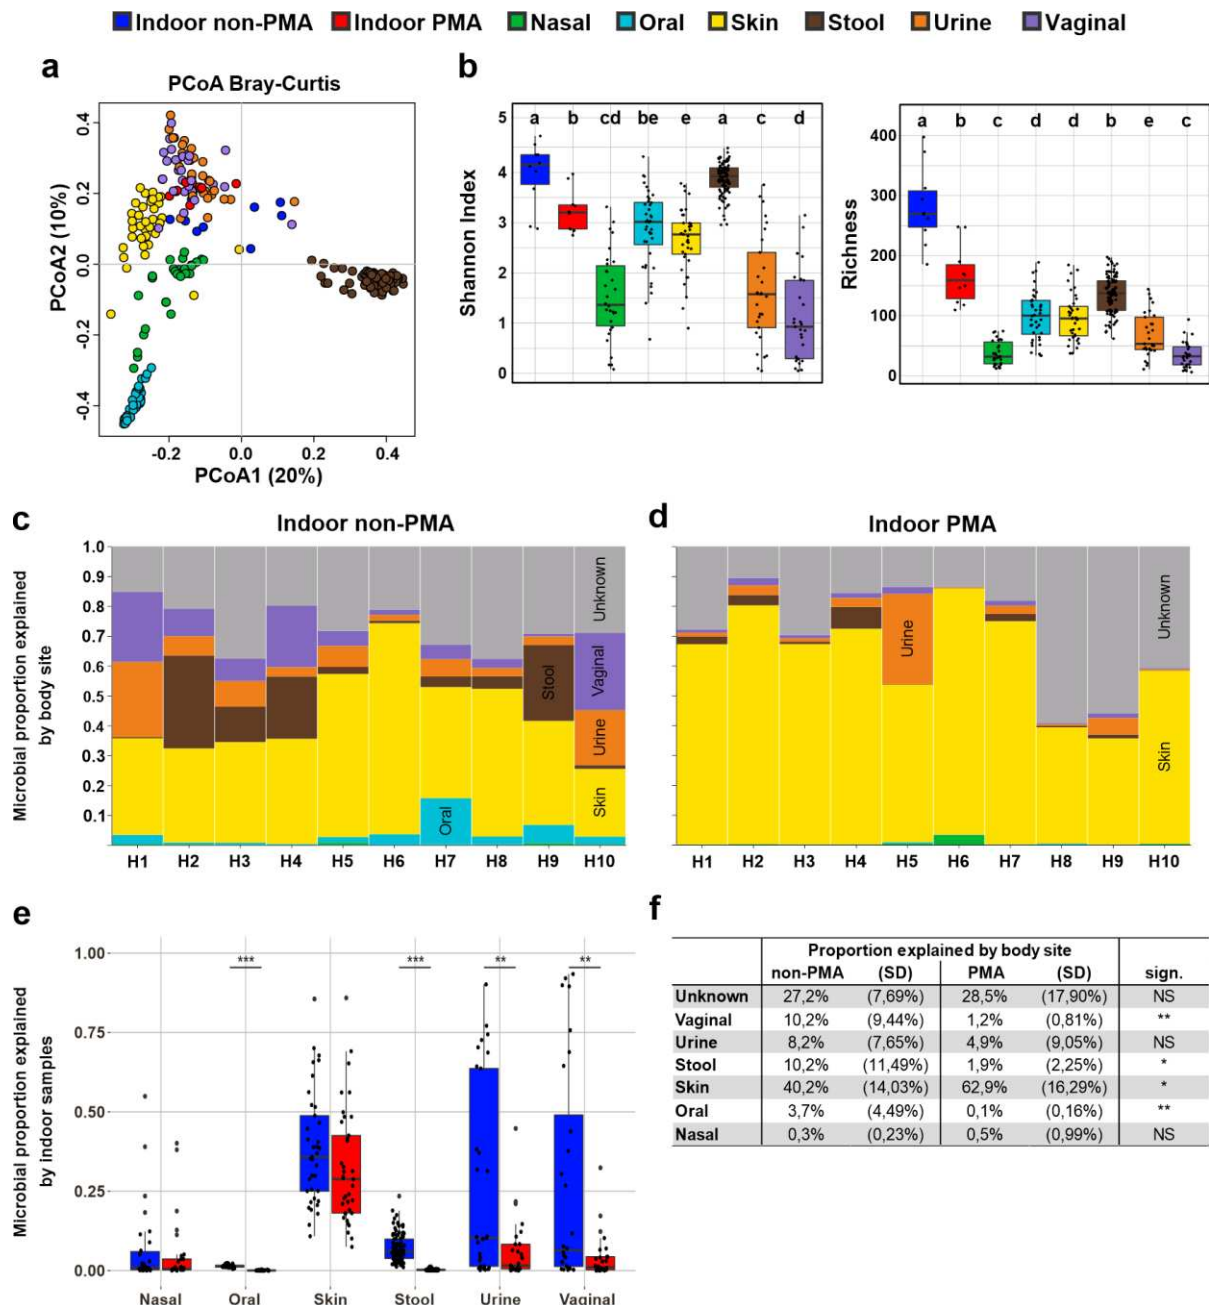 Indoor non-PMA Indoor PMA Nasal Oral Skin Stool Urine Vaginal
a
PCoA Bray-Curtis
PCoA2 (10%)
0.4
0.2
0.0
-0.2
-0.4
-0.2 0.0 0.2 0.4
PCoA1 (20%)
b
Shannon Index
5
4
3
2
1
0
a b cd be e a c d
Richness
400
300
200
100
0
a b c d d b e c
c
Indoor non-PMA
Microbial proportion explained
by body site
1.0
0.9
0.8
0.7
0.6
0.5
0.4
0.3
0.2
0.1
Oral
Stool
Unknown
Vaginal
Urine
Skin
H1 H2 H3 H4 H5 H6 H7 H8 H9 H10
d
Indoor PMA
Urine
Unknown
Skin
H1 H2 H3 H4 H5 H6 H7 H8 H9 H10
e
Microbial proportion explained
by indoor samples
1.00
0.75
0.50
0.25
0.00
*** *** ** **
Nasal Oral Skin Stool Urine Vaginal
f
Proportion explained by body site
non-PMA (SD) PMA (SD) sign.
Unknown 27,2% (7,69%) 28,5% (17,90%) NS
Vaginal 10,2% (9,44%) 1,2% (0,81%) **
Urine 8,2% (7,65%) 4,9% (9,05%) NS
Stool 10,2% (11,49%) 1,9% (2,25%) *
Skin 40,2% (14,03%) 62,9% (16,29%) *
Oral 3,7% (4,49%) 0,1% (0,16%) **
Nasal 0,3% (0,23%) 0,5% (0,99%) NS